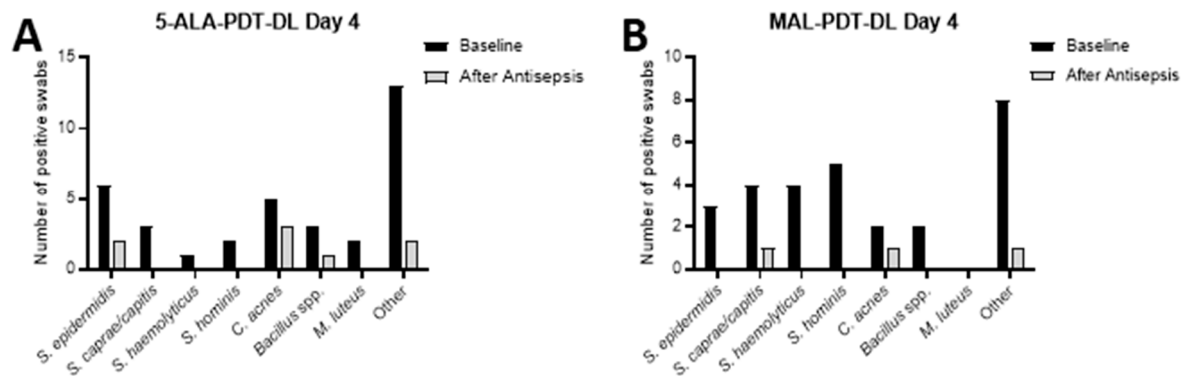 A
5-ALA-PDT-DL Day 4
Baseline
After Antisepsis
Number of positive swabs
15
10
5
0
S. epidermidis
S. caprae/capitis
S. haemolyticus
S. hominis
C. acnes
Bacillus spp.
M. luteus
Other
B
MAL-PDT-DL Day 4
Baseline
After Antisepsis
Number of positive swabs
10
8
6
4
2
0
S. epidermidis
S. caprae/capitis
S. haemolyticus
S. hominis
C. acnes
Bacillus spp.
M. luteus
Other